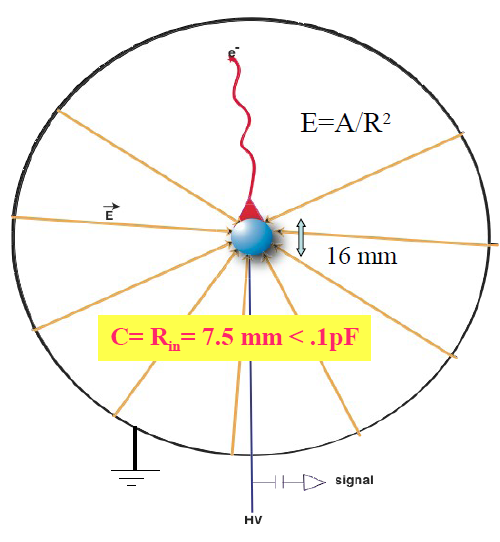 e⁻
E=A/R²
E
16 mm
C= Rin= 7.5 mm < .1pF
signal
HV